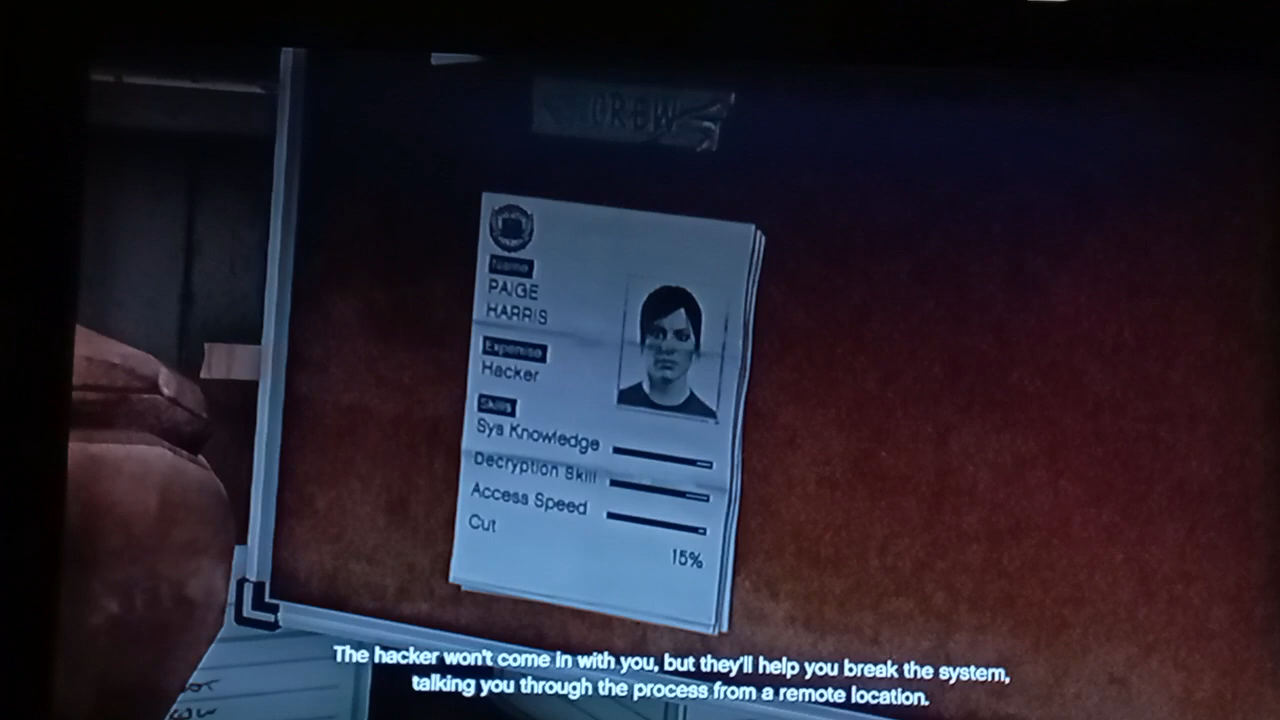 CREW
Name
PAIGE
HARRIS
Expertise
Hacker
Skills
Sys Knowledge
Decryption Skill
Access Speed
Cut
15%
The hacker won't come in with you, but they'll help you break the system,
talking you through the process from a remote location.